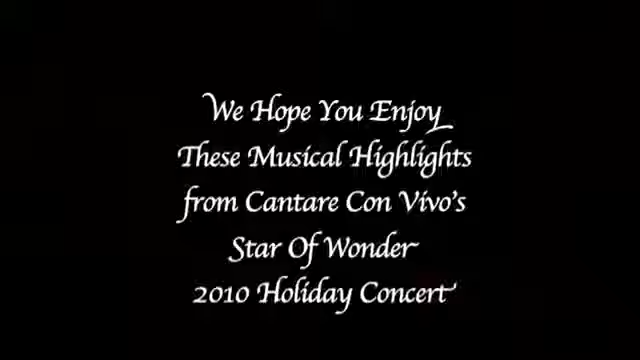 We Hope You Enjoy
These Musical Highlights
from Cantare Con Vivo's
Star Of Wonder
2010 Holiday Concert